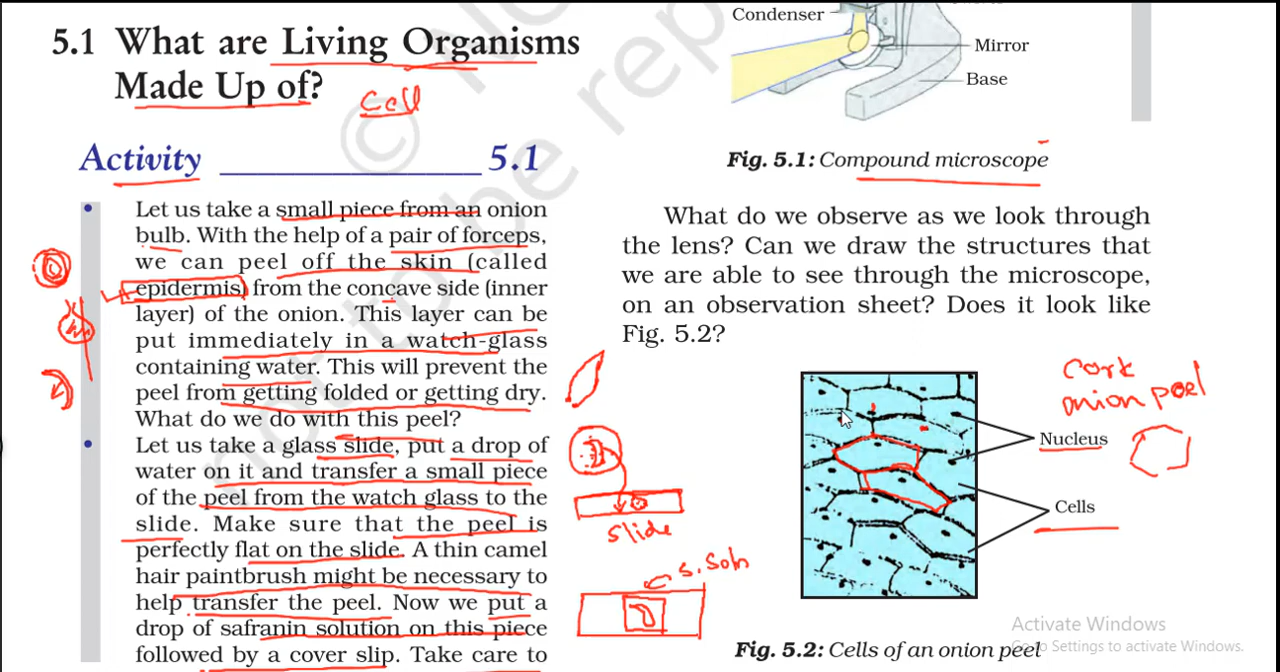 5.1 What are Living Organisms
Made Up of?
Cell
Activity 5.1
• Let us take a small piece from an onion
bulb. With the help of a pair of forceps,
we can peel off the skin (called
epidermis) from the concave side (inner
layer) of the onion. This layer can be
put immediately in a watch-glass
containing water. This will prevent the
peel from getting folded or getting dry.
What do we do with this peel?
• Let us take a glass slide, put a drop of
water on it and transfer a small piece
of the peel from the watch glass to the
slide. Make sure that the peel is
perfectly flat on the slide. A thin camel
hair paintbrush might be necessary to
help transfer the peel. Now we put a
drop of safranin solution on this piece
followed by a cover slip. Take care to
slide
S. Soln
Condenser
Mirror
Base
Fig. 5.1: Compound microscope
What do we observe as we look through
the lens? Can we draw the structures that
we are able to see through the microscope,
on an observation sheet? Does it look like
Fig. 5.2?
Cork
onion peel
Nucleus
Cells
Fig. 5.2: Cells of an onion peel
Activate Windows
Go to Settings to activate Windows.
© not to be rep